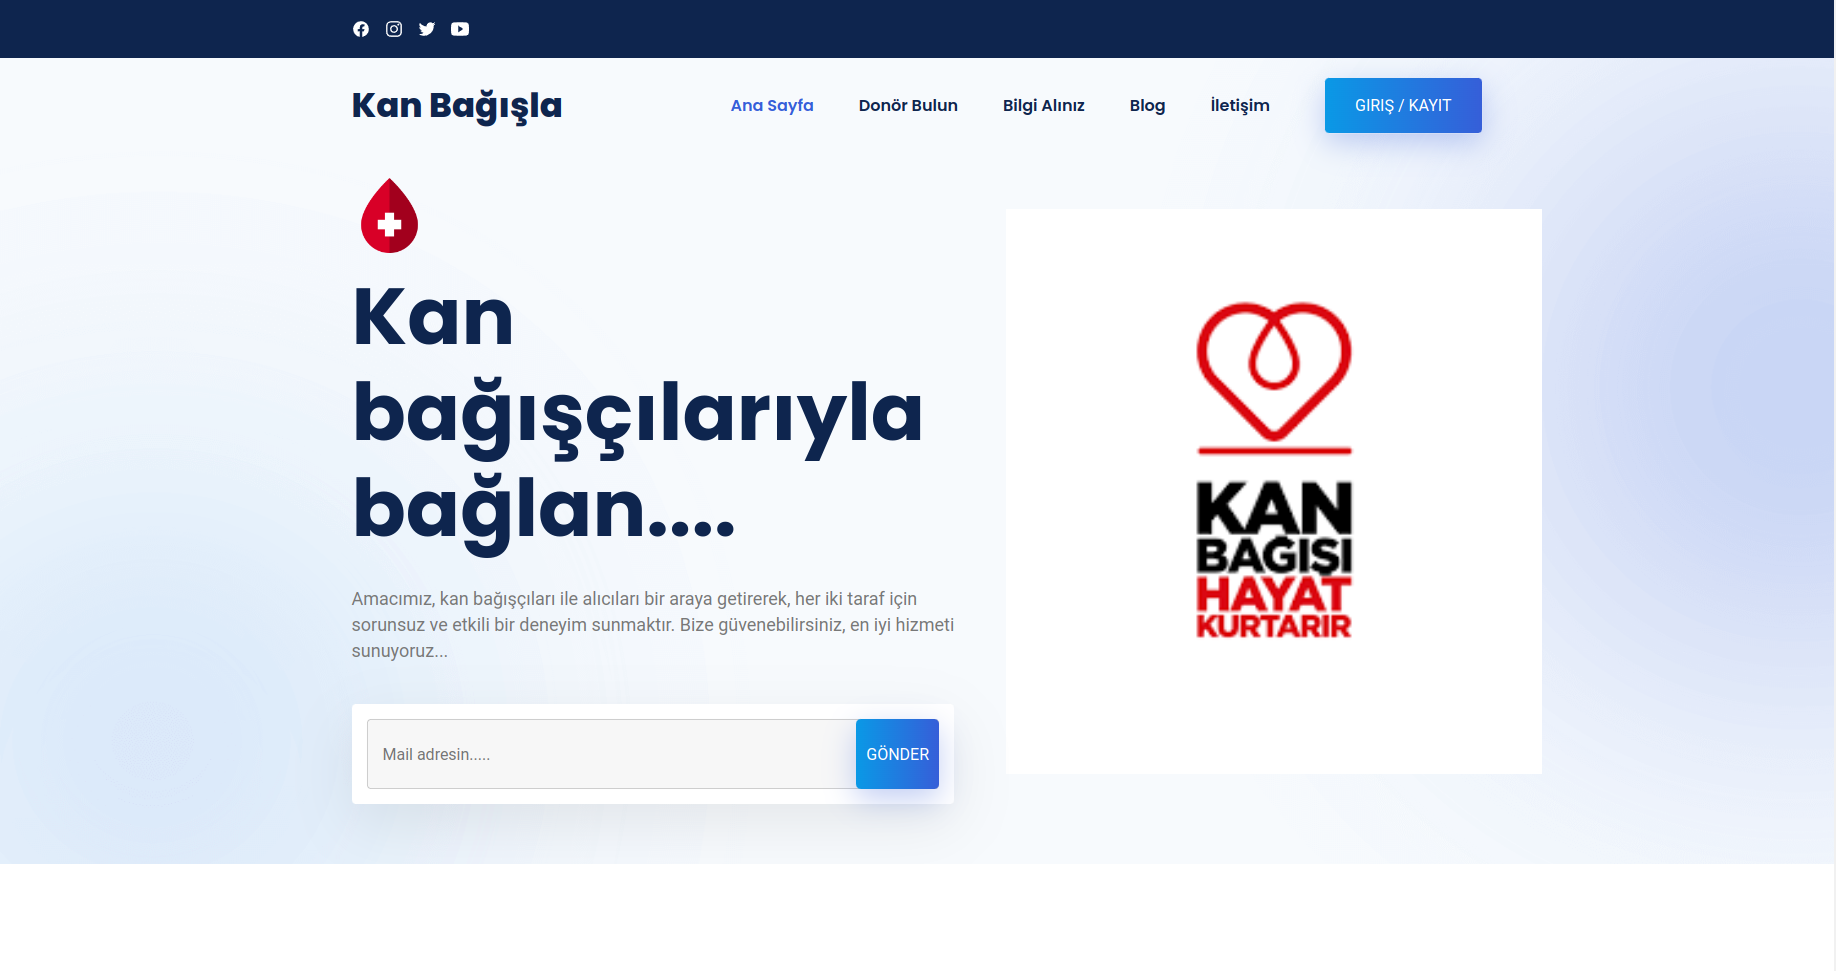 Kan Bağışla
Ana Sayfa
Donör Bulun
Bilgi Alınız
Blog
İletişim
GIRIŞ / KAYIT
Kan
bağışçılarıyla
bağlan....
Amacımız, kan bağışçıları ile alıcıları bir araya getirerek, her iki taraf için
sorunsuz ve etkili bir deneyim sunmaktır. Bize güvenebilirsiniz, en iyi hizmeti
sunuyoruz...
Mail adresin.....
GÖNDER
KAN
BAĞIŞI
HAYAT
KURTARIR